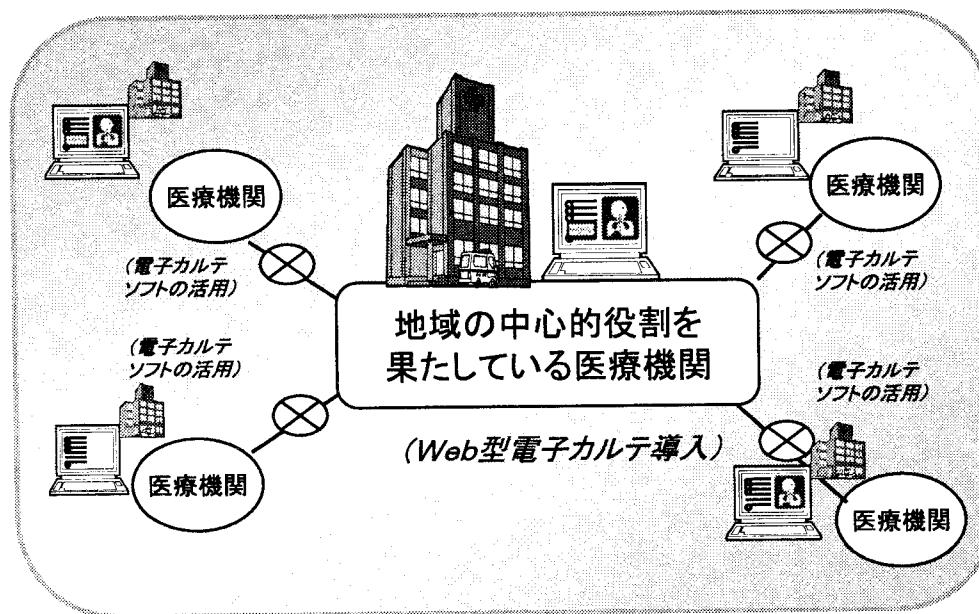 医療機関
(電子カルテ
ソフトの活用)
医療機関
(電子カルテ
ソフトの活用)
地域の中心的役割を
果たしている医療機関
(Web型電子カルテ導入)
(電子カルテ
ソフトの活用)
医療機関
(電子カルテ
ソフトの活用)
医療機関